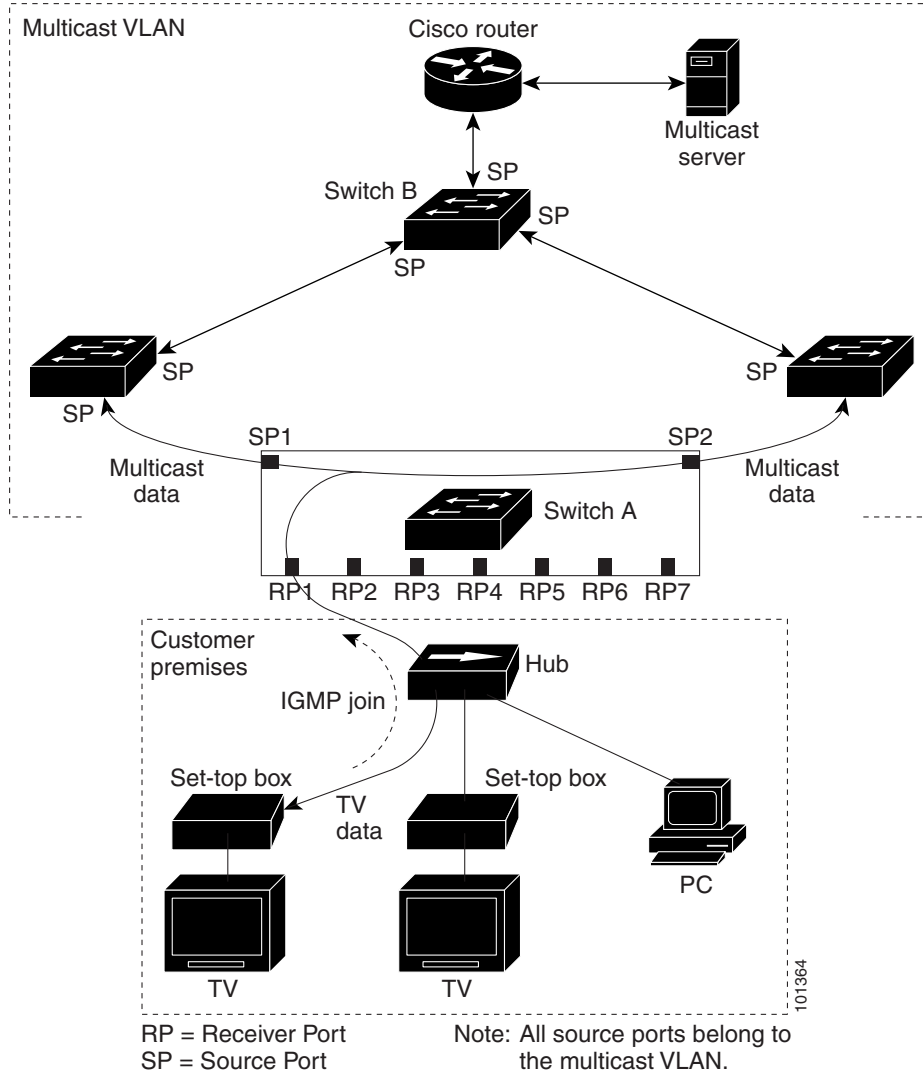 Multicast VLAN
Cisco router
Multicast
server
SP
Switch B
SP
SP
SP
SP
SP
SP1
SP2
Multicast
data
Multicast
data
Switch A
RP1
RP2
RP3
RP4
RP5
RP6
RP7
Customer
premises
Hub
IGMP join
Set-top box
Set-top box
TV
data
PC
TV
TV
101364
RP = Receiver Port
SP = Source Port
Note: All source ports belong to
the multicast VLAN.